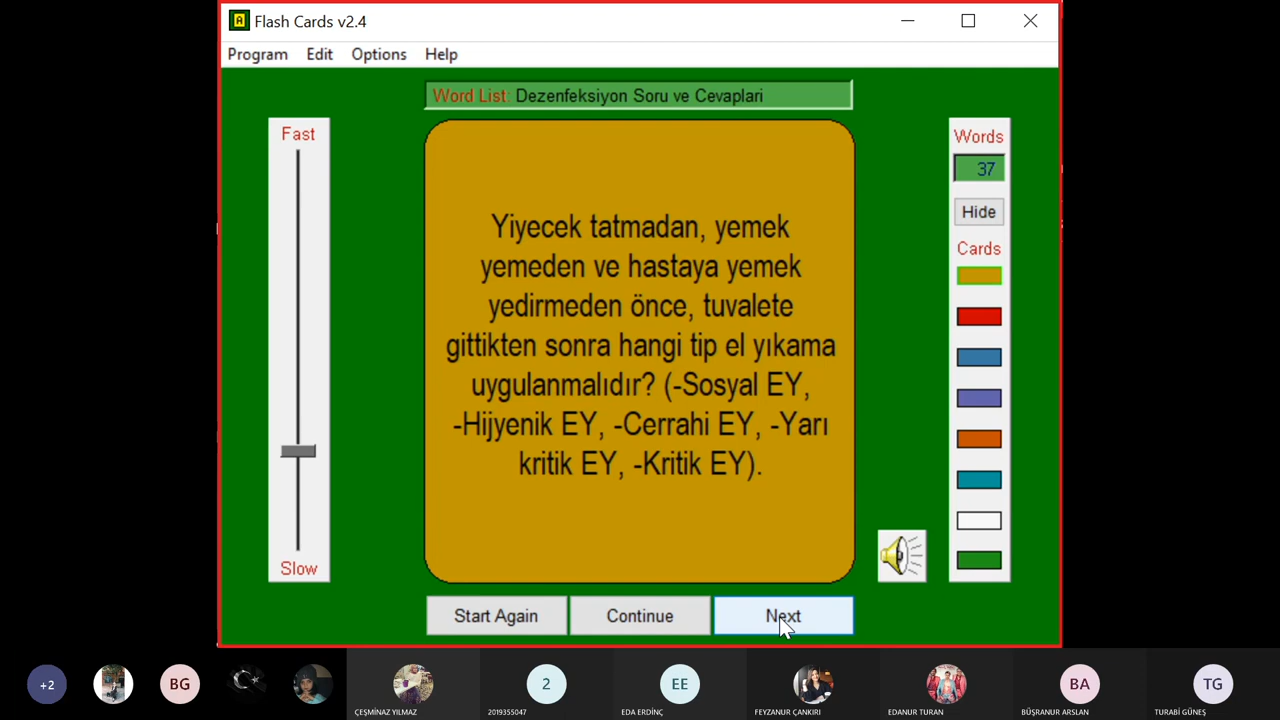 Flash Cards v2.4
Program Edit Options Help
Word List: Dezenfeksiyon Soru ve Cevaplari
Fast
Slow
Yiyecek tatmadan, yemek
yemeden ve hastaya yemek
yedirmeden önce, tuvalete
gittikten sonra hangi tip el yıkama
uygulanmalıdır? (-Sosyal EY,
-Hijyenik EY, -Cerrahi EY, -Yarı
kritik EY, -Kritik EY).
Words
37
Hide
Cards
Start Again Continue Next
+2 BG 2 EE BA TG
ÇEŞMİNAZ YILMAZ 2019355047 EDA ERDİNÇ FEYZANUR ÇANKIRI EDANUR TURAN BÜŞRANUR ARSLAN TURABİ GÜNEŞ